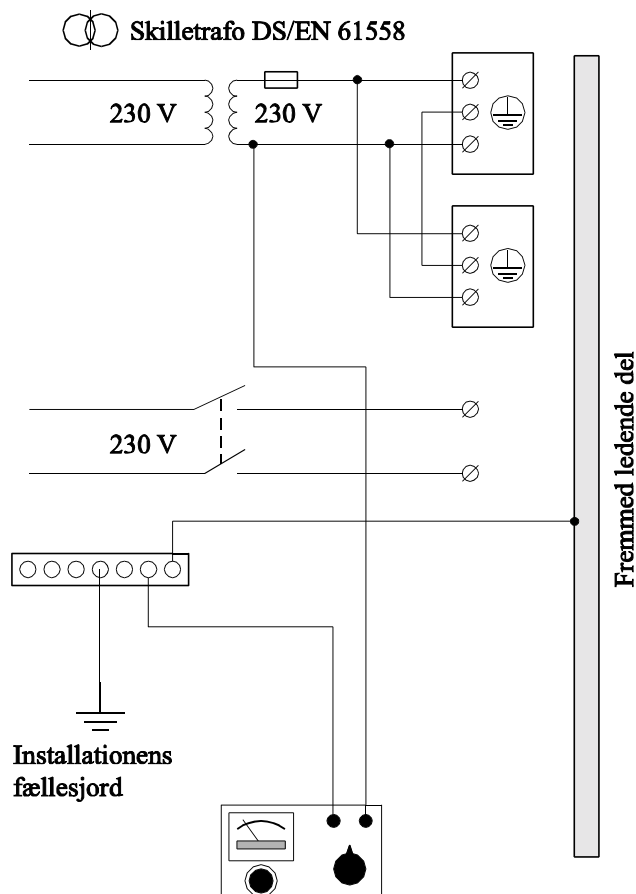 Skilletrafo DS/EN 61558
230 V
230 V
230 V
Fremmed ledende del
Installationens
fællesjord